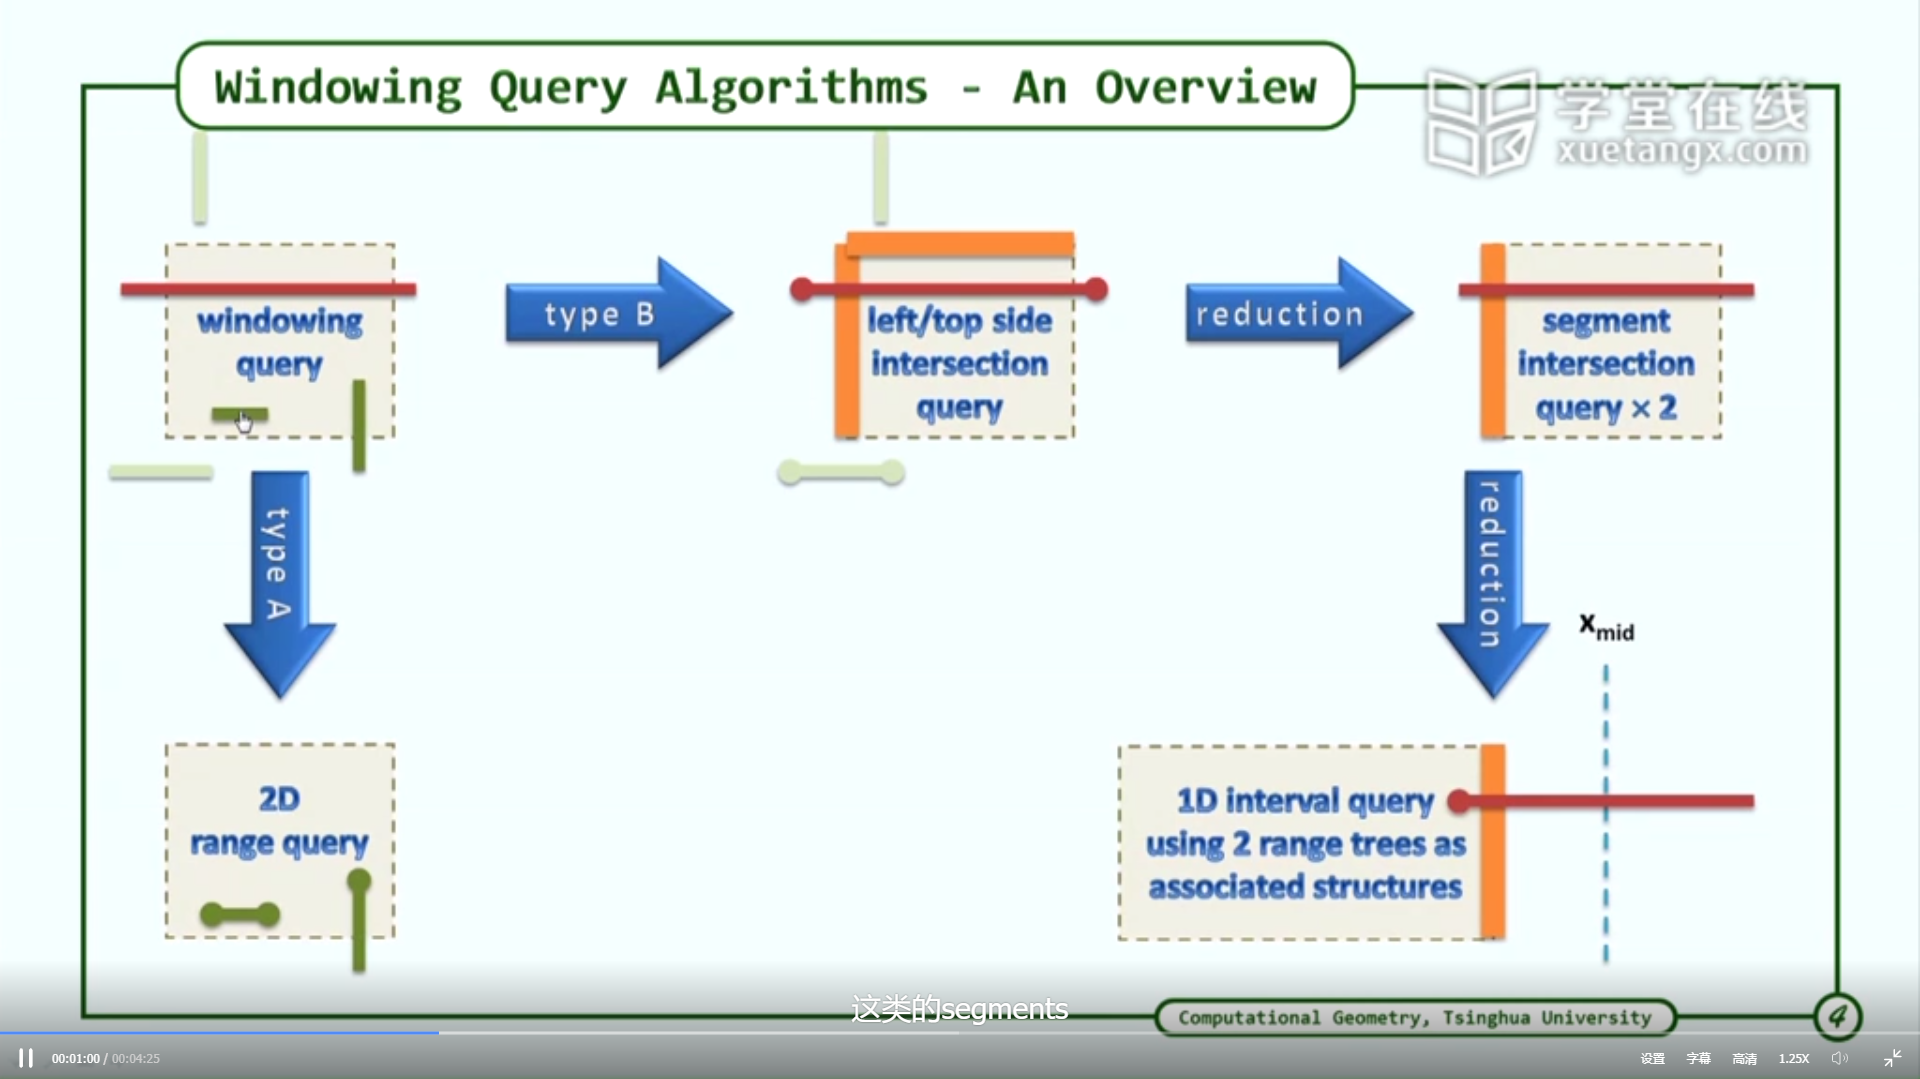 Windowing Query Algorithms - An Overview
学堂在线
xuetangx.com
windowing
query
type B
left/top side
intersection
query
reduction
segment
intersection
query × 2
type A
reduction
xmid
2D
range query
1D interval query
using 2 range trees as
associated structures
这类的segments
Computational Geometry, Tsinghua University
4
00:01:00 / 00:04:25
设置 字幕 高清 1.25X